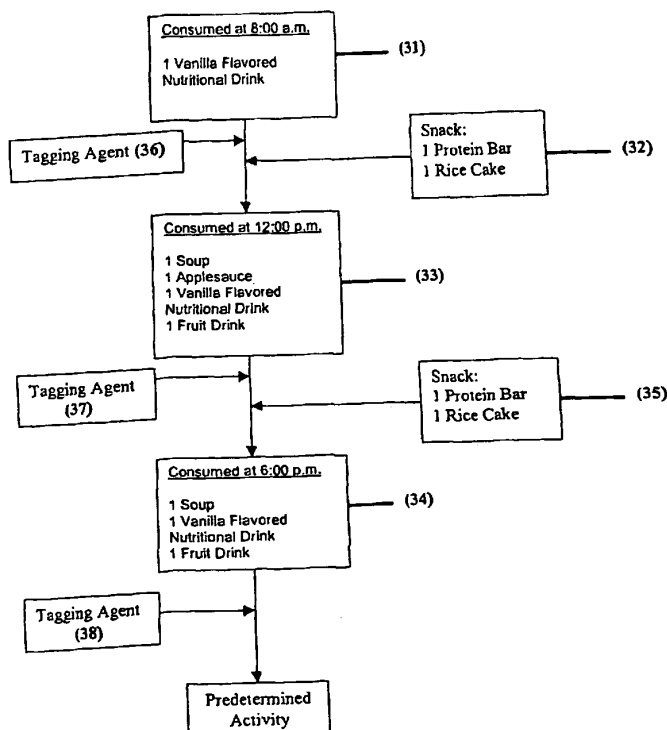 Consumed at 8:00 a.m.
1 Vanilla Flavored
Nutritional Drink
(31)
Tagging Agent (36)
Snack:
1 Protein Bar
1 Rice Cake
(32)
Consumed at 12:00 p.m.
1 Soup
1 Applesauce
1 Vanilla Flavored
Nutritional Drink
1 Fruit Drink
(33)
Tagging Agent
(37)
Snack:
1 Protein Bar
1 Rice Cake
(35)
Consumed at 6:00 p.m.
1 Soup
1 Vanilla Flavored
Nutritional Drink
1 Fruit Drink
(34)
Tagging Agent
(38)
Predetermined
Activity